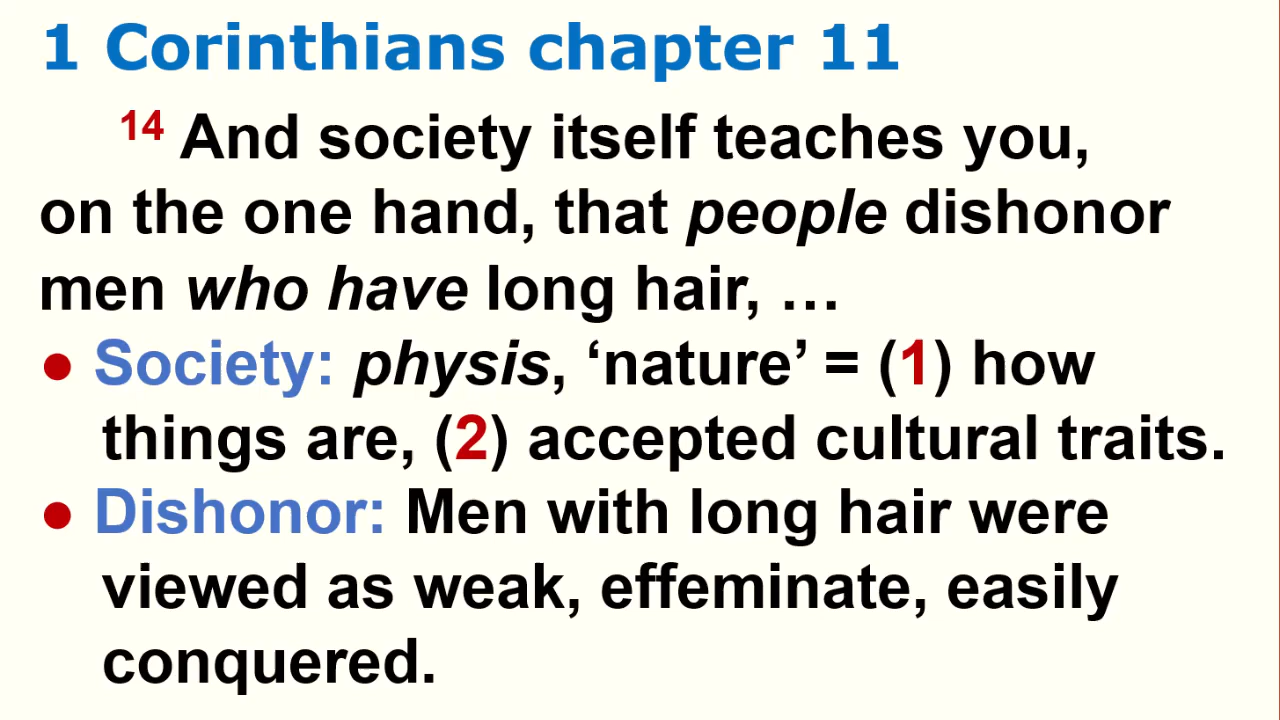 1 Corinthians chapter 11
14 And society itself teaches you,
on the one hand, that people dishonor
men who have long hair, …
● Society: physis, ‘nature’ = (1) how
things are, (2) accepted cultural traits.
● Dishonor: Men with long hair were
viewed as weak, effeminate, easily
conquered.